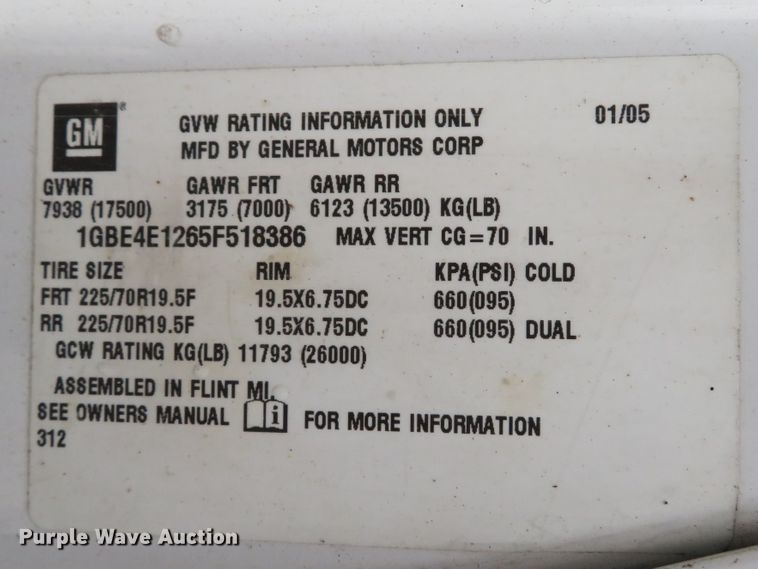 GM® GVW RATING INFORMATION ONLY 01/05
MFD BY GENERAL MOTORS CORP
GVWR GAWR FRT GAWR RR
7938 (17500) 3175 (7000) 6123 (13500) KG(LB)
1GBE4E1265F518386 MAX VERT CG=70 IN.
TIRE SIZE RIM KPA(PSI) COLD
FRT 225/70R19.5F 19.5X6.75DC 660(095)
RR 225/70R19.5F 19.5X6.75DC 660(095) DUAL
GCW RATING KG(LB) 11793 (26000)
ASSEMBLED IN FLINT MI.
SEE OWNERS MANUAL i FOR MORE INFORMATION
312
Purple Wave Auction